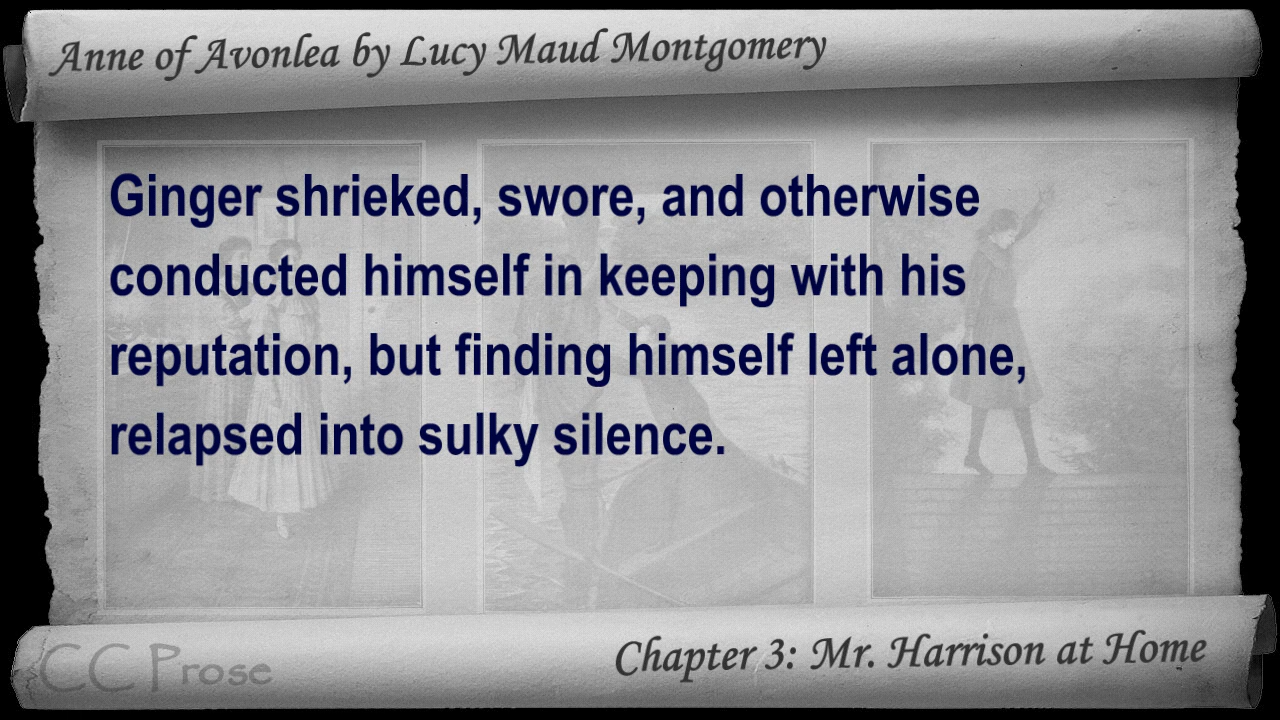 Anne of Avonlea by Lucy Maud Montgomery
Ginger shrieked, swore, and otherwise
conducted himself in keeping with his
reputation, but finding himself left alone,
relapsed into sulky silence.
CC Prose
Chapter 3: Mr. Harrison at Home